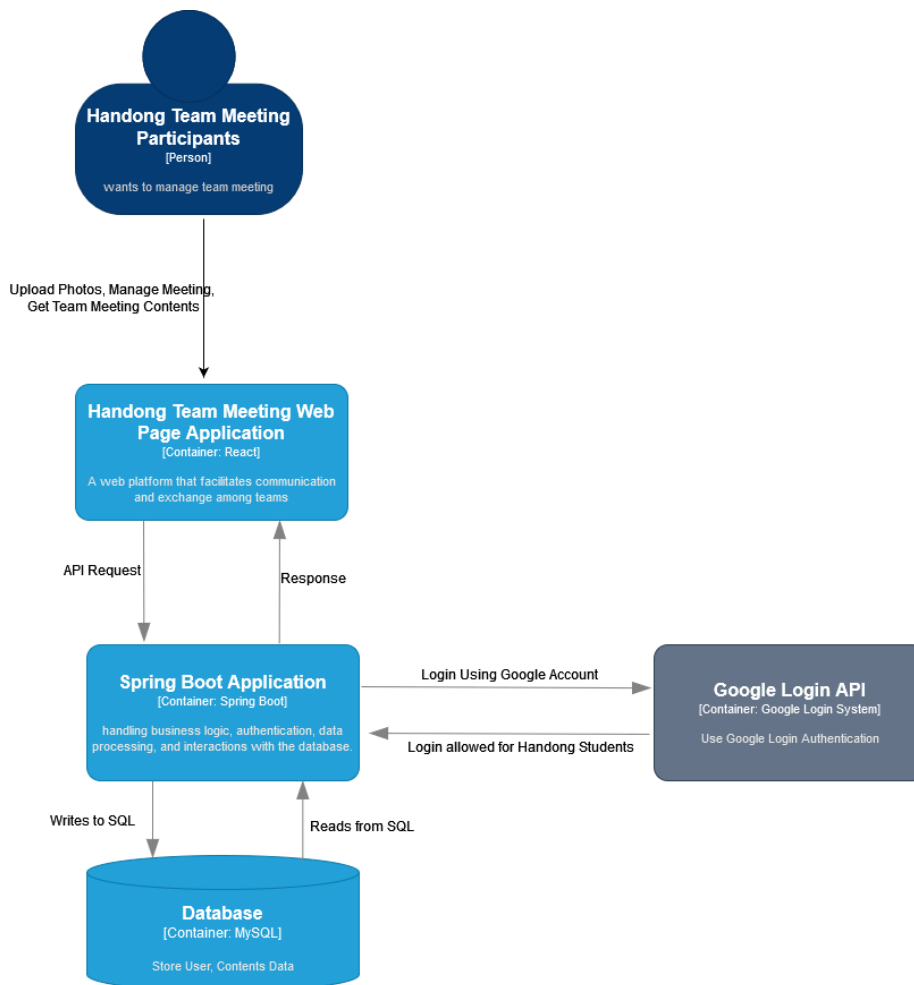 Handong Team Meeting
Participants
[Person]
wants to manage team meeting
Upload Photos, Manage Meeting,
Get Team Meeting Contents
Handong Team Meeting Web
Page Application
[Container: React]
A web platform that facilitates communication
and exchange among teams
API Request
Response
Spring Boot Application
[Container: Spring Boot]
handling business logic, authentication, data
processing, and interactions with the database.
Login Using Google Account
Login allowed for Handong Students
Google Login API
[Container: Google Login System]
Use Google Login Authentication
Writes to SQL
Reads from SQL
Database
[Container: MySQL]
Store User, Contents Data